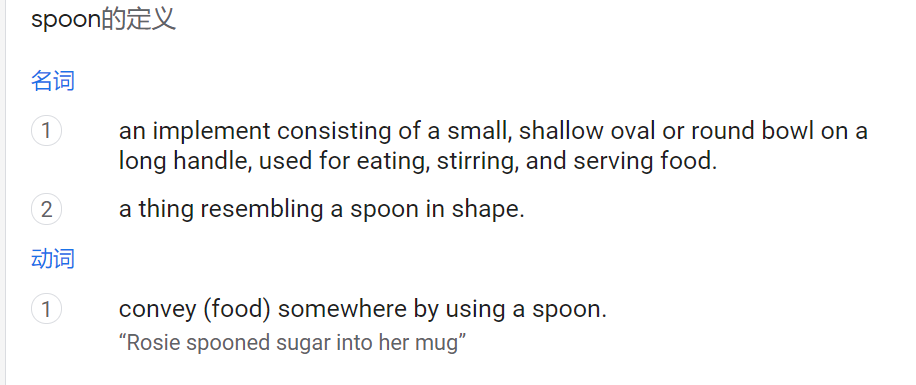 spoon的定义
名词
1
an implement consisting of a small, shallow oval or round bowl on a
long handle, used for eating, stirring, and serving food.
2
a thing resembling a spoon in shape.
动词
1
convey (food) somewhere by using a spoon.
“Rosie spooned sugar into her mug”